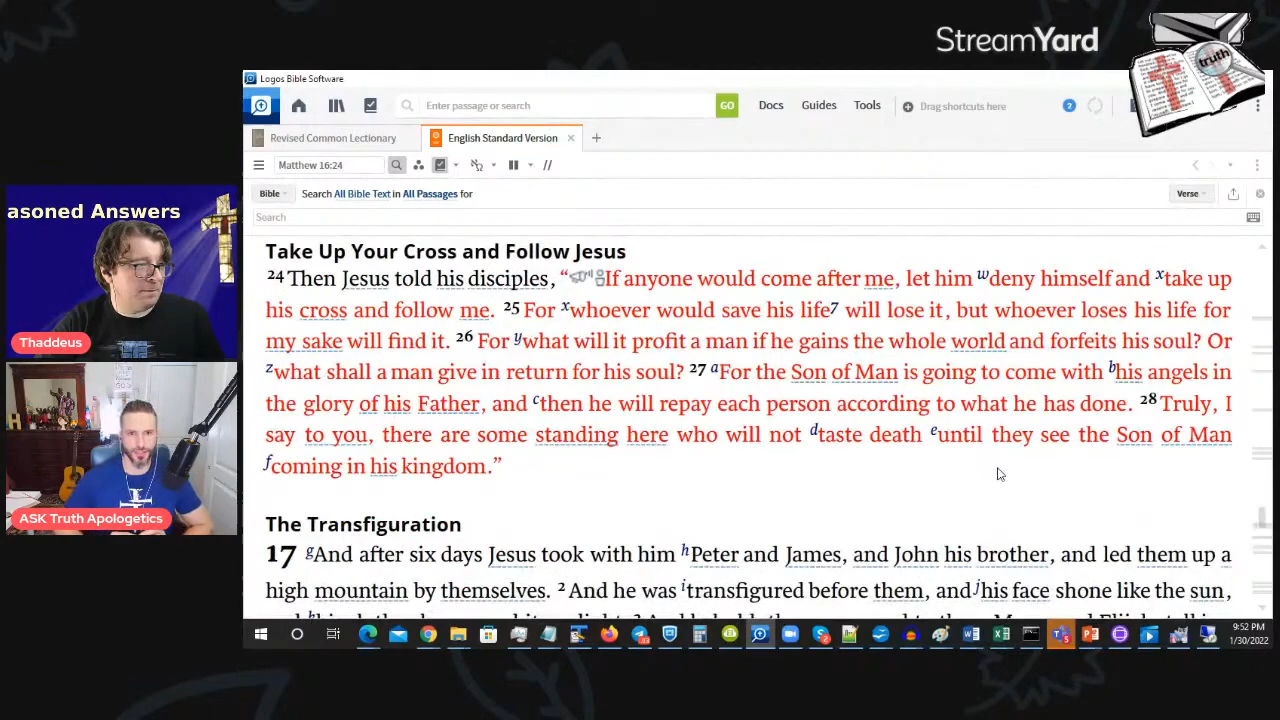 StreamYard
truth
Logos Bible Software
Enter passage or search
GO
Docs
Guides
Tools
Drag shortcuts here
2
Revised Common Lectionary
English Standard Version
Matthew 16:24
Bible
Search All Bible Text in All Passages for
Verse
Search
Take Up Your Cross and Follow Jesus
24 Then Jesus told his disciples, “If anyone would come after me, let him w deny himself and x take up
his cross and follow me. 25 For x whoever would save his life 7 will lose it, but whoever loses his life for
my sake will find it. 26 For y what will it profit a man if he gains the whole world and forfeits his soul? Or
z what shall a man give in return for his soul? 27 a For the Son of Man is going to come with b his angels in
the glory of his Father, and c then he will repay each person according to what he has done. 28 Truly, I
say to you, there are some standing here who will not d taste death e until they see the Son of Man
f coming in his kingdom.”
The Transfiguration
17 g And after six days Jesus took with him h Peter and James, and John his brother, and led them up a
high mountain by themselves. 2 And he was i transfigured before them, and j his face shone like the sun,
asoned Answers
Thaddeus
ASK Truth Apologetics
9:52 PM
1/30/2022